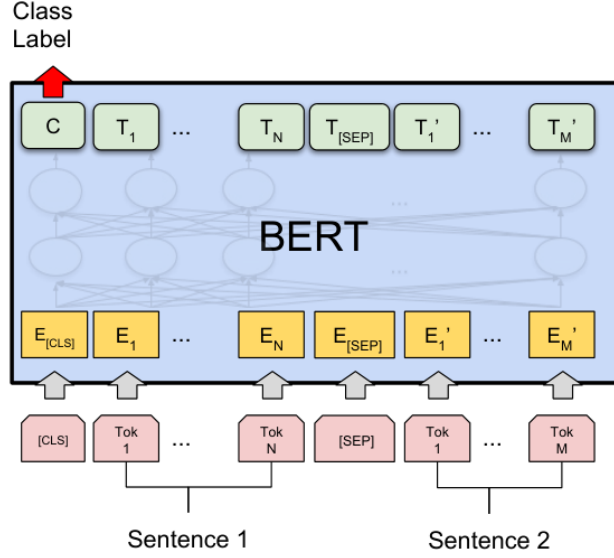 Class
Label
C T1 ... TN T[SEP] T1’ ... TM’
...
BERT
...
E[CLS] E1 ... EN E[SEP] E1’ ... EM’
[CLS] Tok 1 ... Tok N [SEP] Tok 1 ... Tok M
Sentence 1 Sentence 2